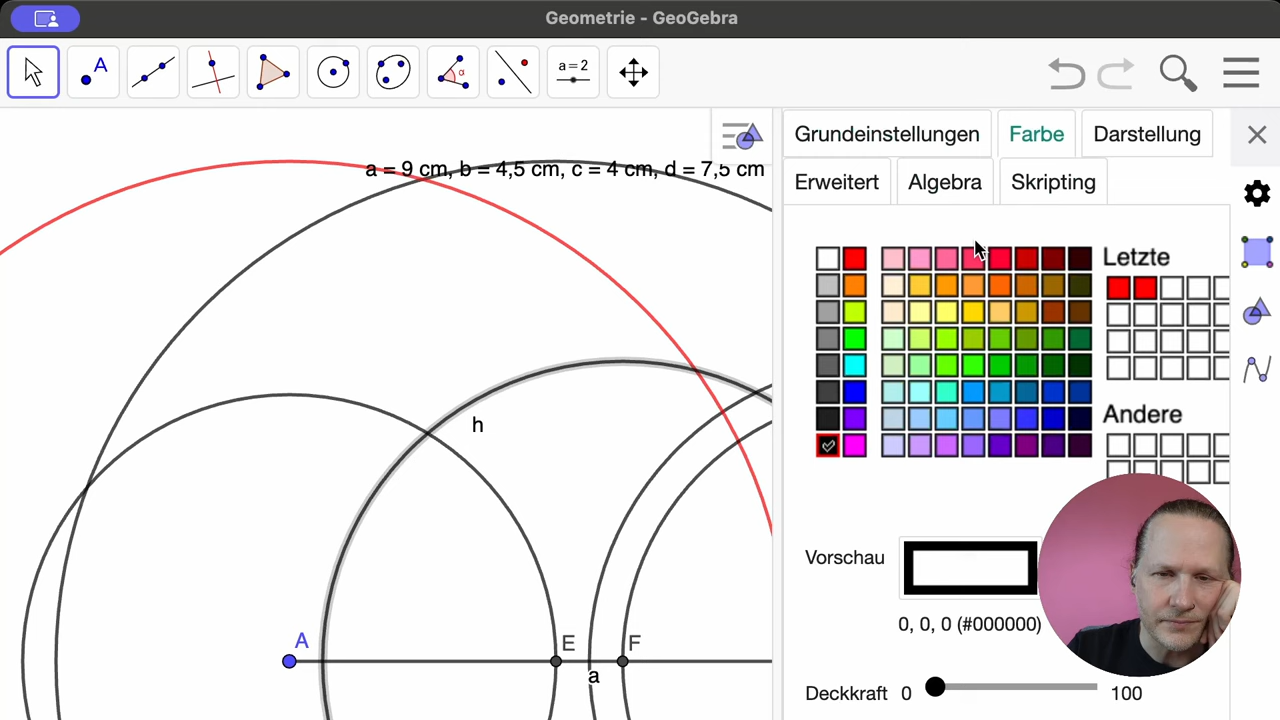 Geometrie - GeoGebra
A
α
a = 2
Grundeinstellungen Farbe Darstellung
Erweitert Algebra Skripting
a = 9 cm, b = 4,5 cm, c = 4 cm, d = 7,5 cm
Letzte
Andere
h
Vorschau
0, 0, 0 (#000000)
A E F
a
Deckkraft 0 100